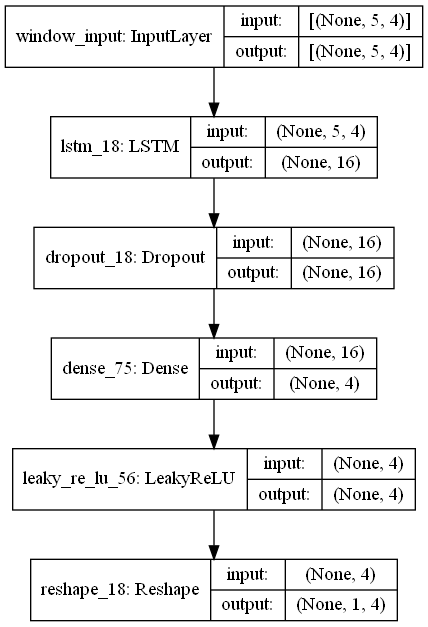 window_input: InputLayer
input: [(None, 5, 4)]
output: [(None, 5, 4)]
lstm_18: LSTM
input: (None, 5, 4)
output: (None, 16)
dropout_18: Dropout
input: (None, 16)
output: (None, 16)
dense_75: Dense
input: (None, 16)
output: (None, 4)
leaky_re_lu_56: LeakyReLU
input: (None, 4)
output: (None, 4)
reshape_18: Reshape
input: (None, 4)
output: (None, 1, 4)